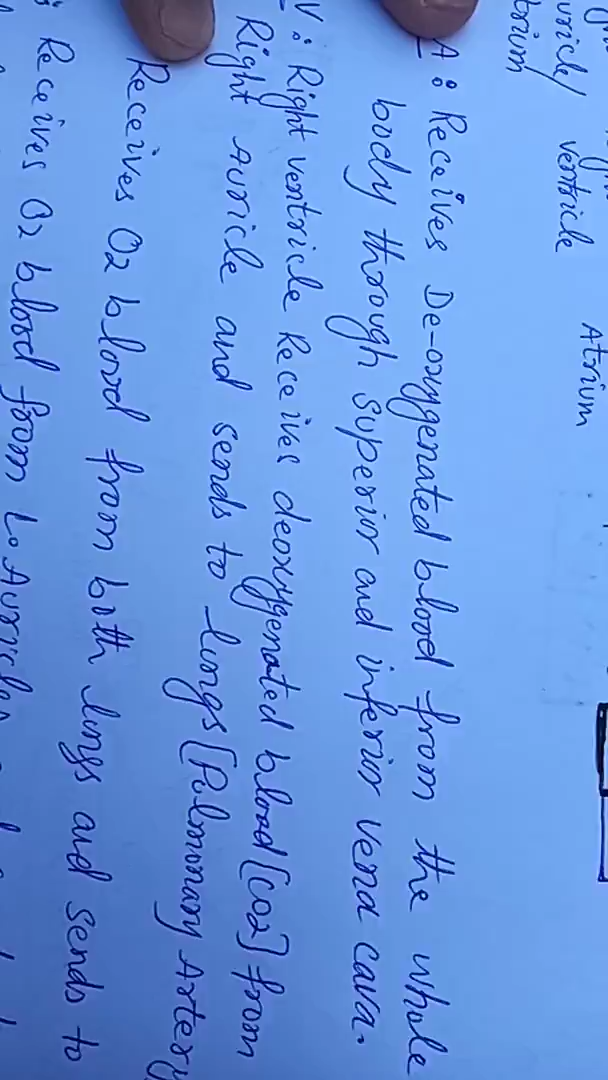 trium
ventricle
Atrium
A : Receives De-oxygenated blood from the whole
body through superior and inferior vena cava.
V : Right ventricle Receives deoxygenated blood [CO2] from
Right Auricle and sends to lungs [Pulmonary Artery
Receives O2 blood from both lungs and sends to
: Receives O2 blood from L. Auricle